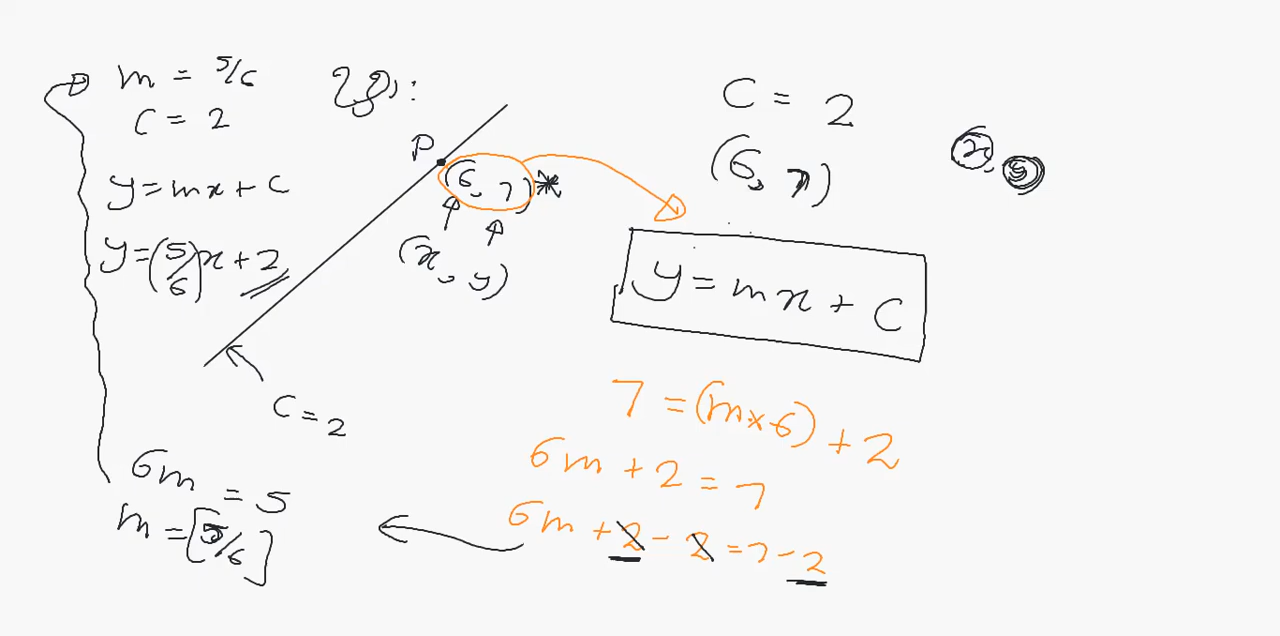 m = 5/6
C = 2
y = mx + C
y = (5/6)x + 2
P
(6, 7)*
(x, y)
C = 2
C = 2
(6, 7)
y = mx + C
7 = (m×6) + 2
6m + 2 = 7
6m + 2 - 2 = 7 - 2
6m = 5
m = [5/6]